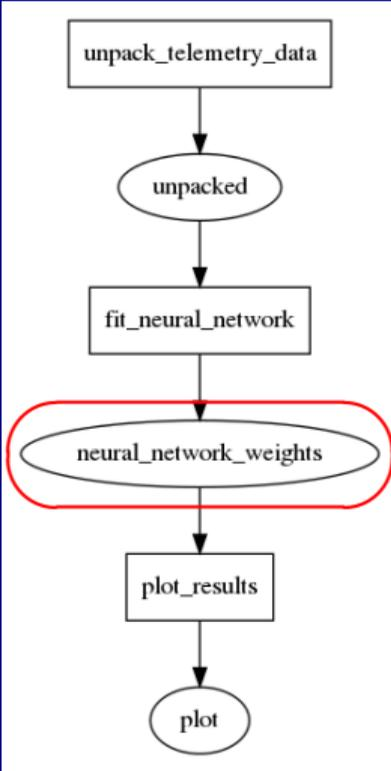 unpack_telemetry_data
unpacked
fit_neural_network
neural_network_weights
plot_results
plot